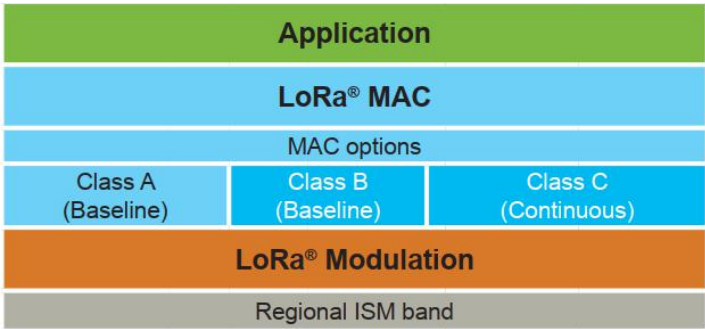 Application
LoRa® MAC
MAC options
Class A
(Baseline)
Class B
(Baseline)
Class C
(Continuous)
LoRa® Modulation
Regional ISM band